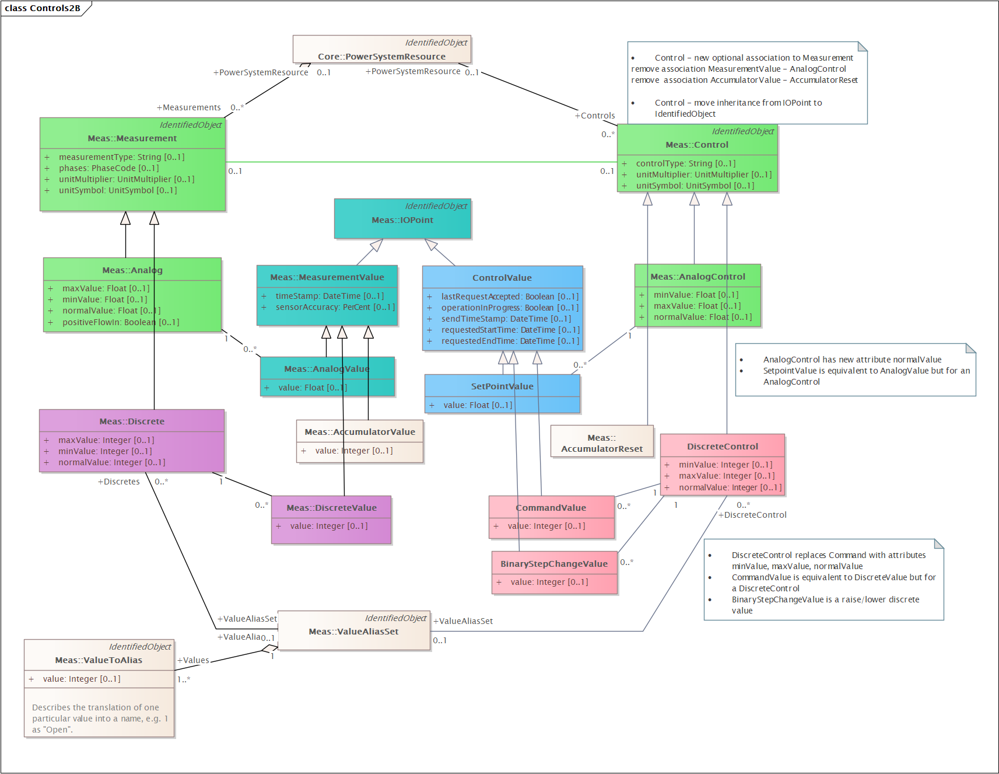 class Controls2B
IdentifiedObject
Core::PowerSystemResource
+PowerSystemResource 0..1
+PowerSystemResource 0..1
• Control - new optional association to Measurement
remove association MeasurementValue - AnalogControl
remove association AccumulatorValue - AccumulatorReset
• Control - move inheritance from IOPoint to
IdentifiedObject
+Measurements 0..*
+Controls
0..*
IdentifiedObject
Meas::Measurement
+ measurementType: String [0..1]
+ phases: PhaseCode [0..1]
+ unitMultiplier: UnitMultiplier [0..1]
+ unitSymbol: UnitSymbol [0..1]
0..1
0..1
IdentifiedObject
Meas::Control
+ controlType: String [0..1]
+ unitMultiplier: UnitMultiplier [0..1]
+ unitSymbol: UnitSymbol [0..1]
IdentifiedObject
Meas::IOPoint
Meas::Analog
+ maxValue: Float [0..1]
+ minValue: Float [0..1]
+ normalValue: Float [0..1]
+ positiveFlowIn: Boolean [0..1]
1
0..*
Meas::MeasurementValue
+ timeStamp: DateTime [0..1]
+ sensorAccuracy: PerCent [0..1]
ControlValue
+ lastRequestAccepted: Boolean [0..1]
+ operationInProgress: Boolean [0..1]
+ sendTimeStamp: DateTime [0..1]
+ requestedStartTime: DateTime [0..1]
+ requestedEndTime: DateTime [0..1]
Meas::AnalogControl
+ minValue: Float [0..1]
+ maxValue: Float [0..1]
+ normalValue: Float [0..1]
1
0..*
• AnalogControl has new attribute normalValue
• SetpointValue is equivalent to AnalogValue but for an
AnalogControl
Meas::AnalogValue
+ value: Float [0..1]
SetPointValue
+ value: Float [0..1]
Meas::Discrete
+ maxValue: Integer [0..1]
+ minValue: Integer [0..1]
+ normalValue: Integer [0..1]
Meas::AccumulatorValue
+ value: Integer [0..1]
Meas::
AccumulatorReset
DiscreteControl
+ minValue: Integer [0..1]
+ maxValue: Integer [0..1]
+ normalValue: Integer [0..1]
+Discretes 0..*
1
0..*
Meas::DiscreteValue
+ value: Integer [0..1]
CommandValue
+ value: Integer [0..1]
1
0..*
1
0..*
+DiscreteControl
BinaryStepChangeValue
+ value: Integer [0..1]
0..*
• DiscreteControl replaces Command with attributes
minValue, maxValue, normalValue
• CommandValue is equivalent to DiscreteValue but for
a DiscreteControl
• BinaryStepChangeValue is a raise/lower discrete
value
+ValueAliasSet
+ValueAlia 0..1
1
IdentifiedObject
Meas::ValueAliasSet
+ValueAliasSet
0..1
IdentifiedObject
Meas::ValueToAlias
+ value: Integer [0..1]
Describes the translation of one
particular value into a name, e.g. 1
as "Open".
+Values
1..*